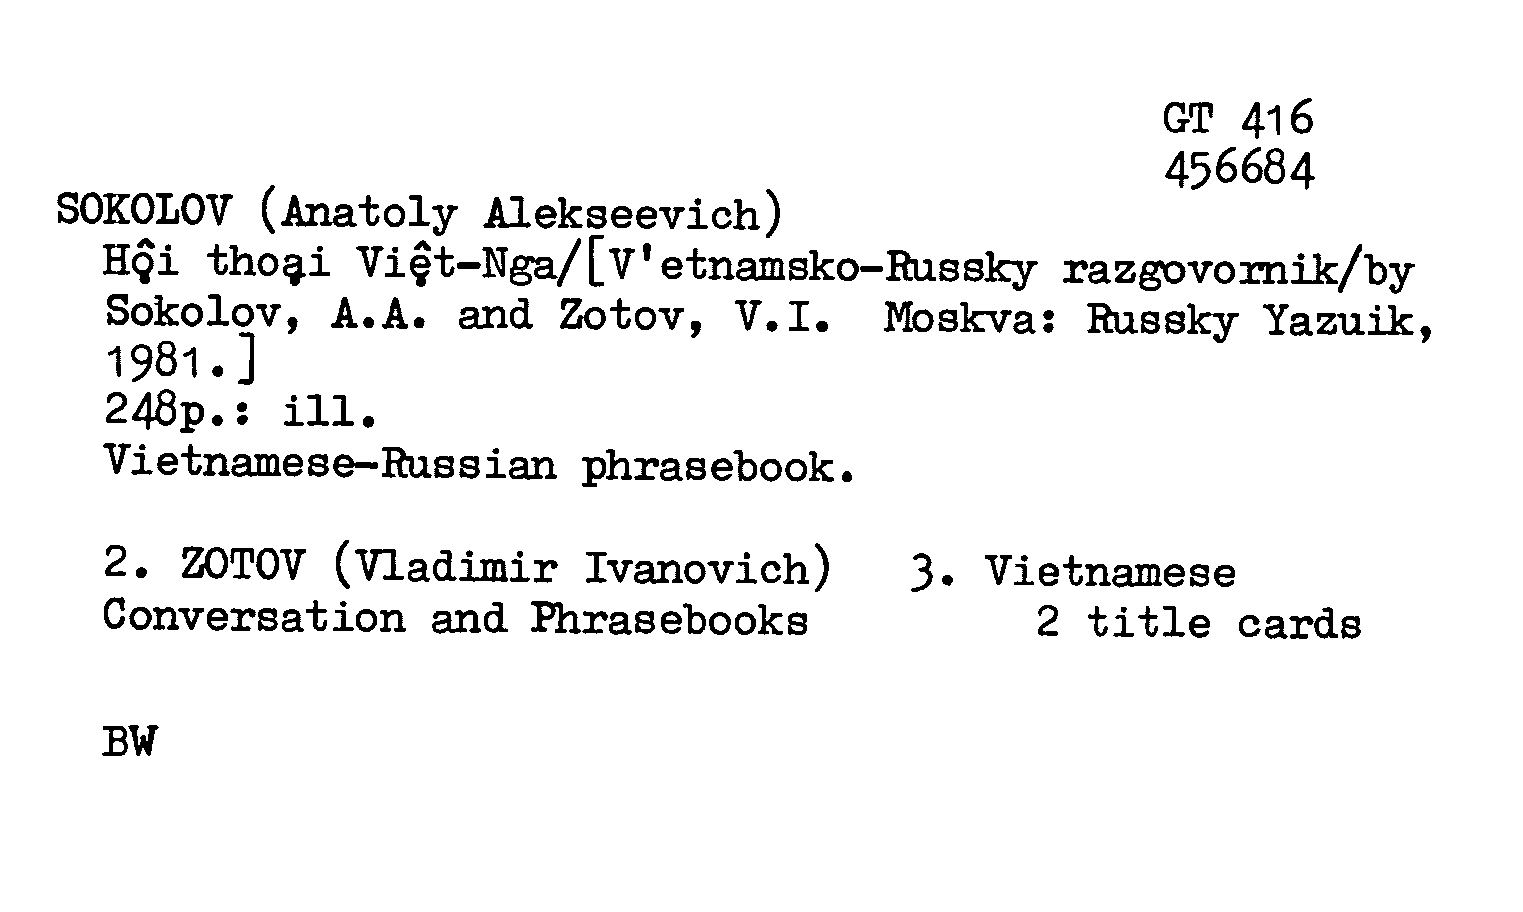 GT 416
456684
SOKOLOV (Anatoly Alekseevich)
Hội thoại Việt-Nga/[V'etnamsko-Russky razgovornik/by
Sokolov, A.A. and Zotov, V.I. Moskva: Russky Yazuik,
1981.]
248p.: ill.
Vietnamese-Russian phrasebook.
2. ZOTOV (Vladimir Ivanovich) 3. Vietnamese
Conversation and Phrasebooks 2 title cards
BW